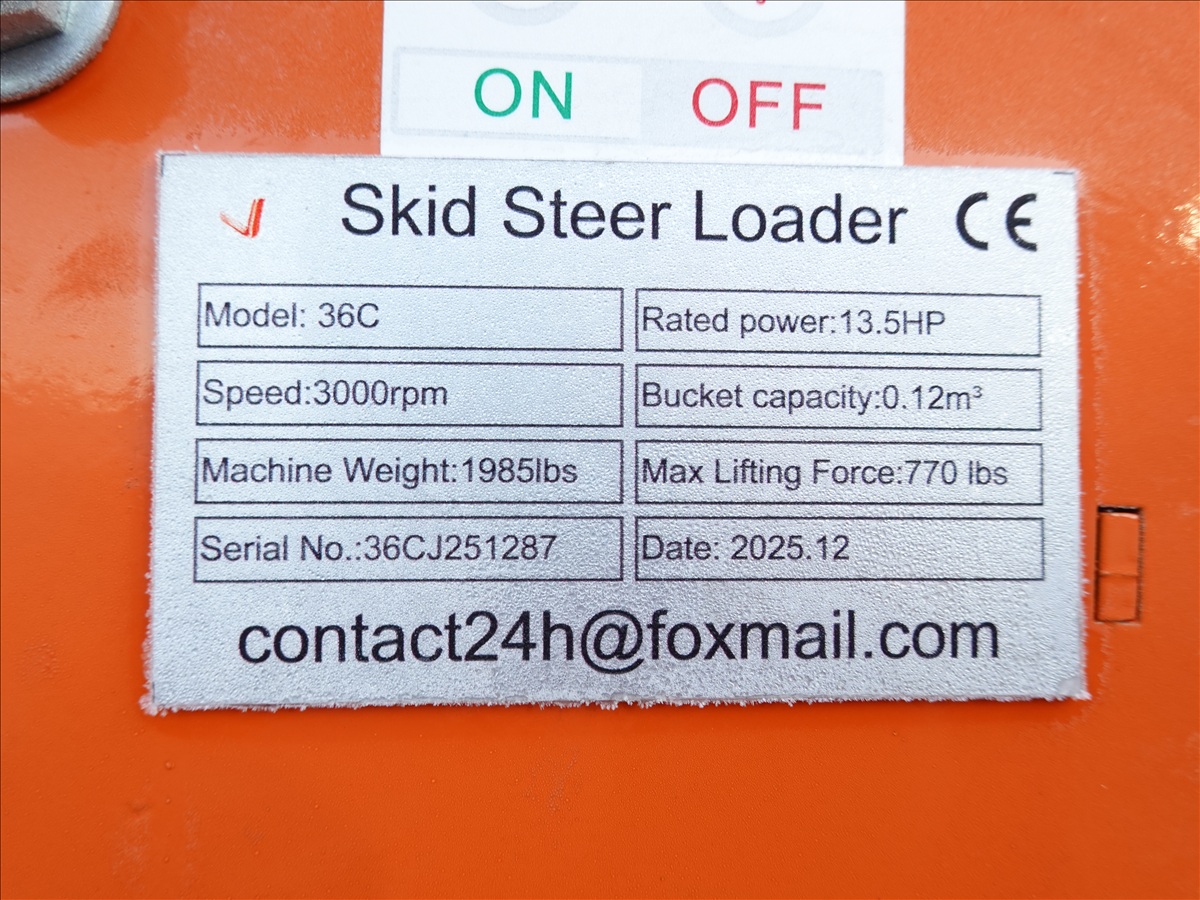 ON OFF
Skid Steer Loader CE
Model: 36C
Rated power:13.5HP
Speed:3000rpm
Bucket capacity:0.12m³
Machine Weight:1985lbs
Max Lifting Force:770 lbs
Serial No.:36CJ251287
Date: 2025.12
contact24h@foxmail.com